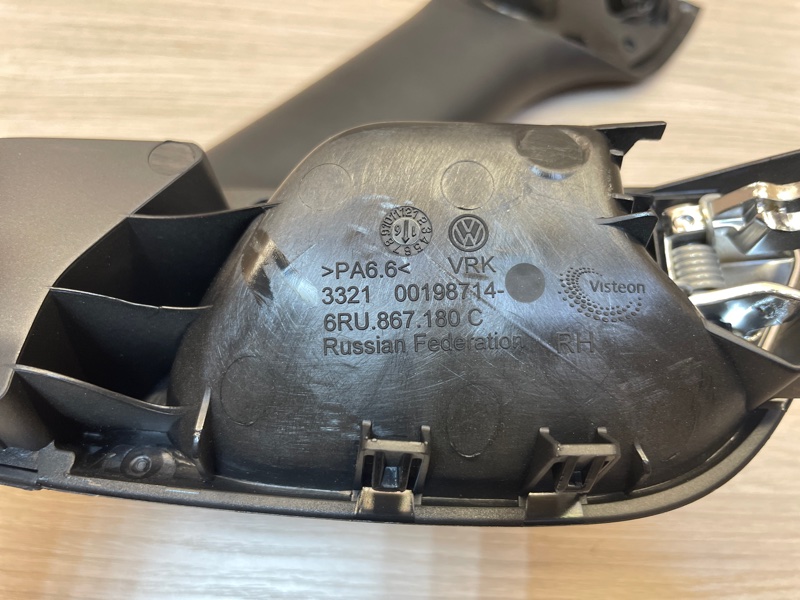 VW
>PA6.6< VRK
3321 00198714- Visteon
6RU.867.180 C
Russian Federation RH